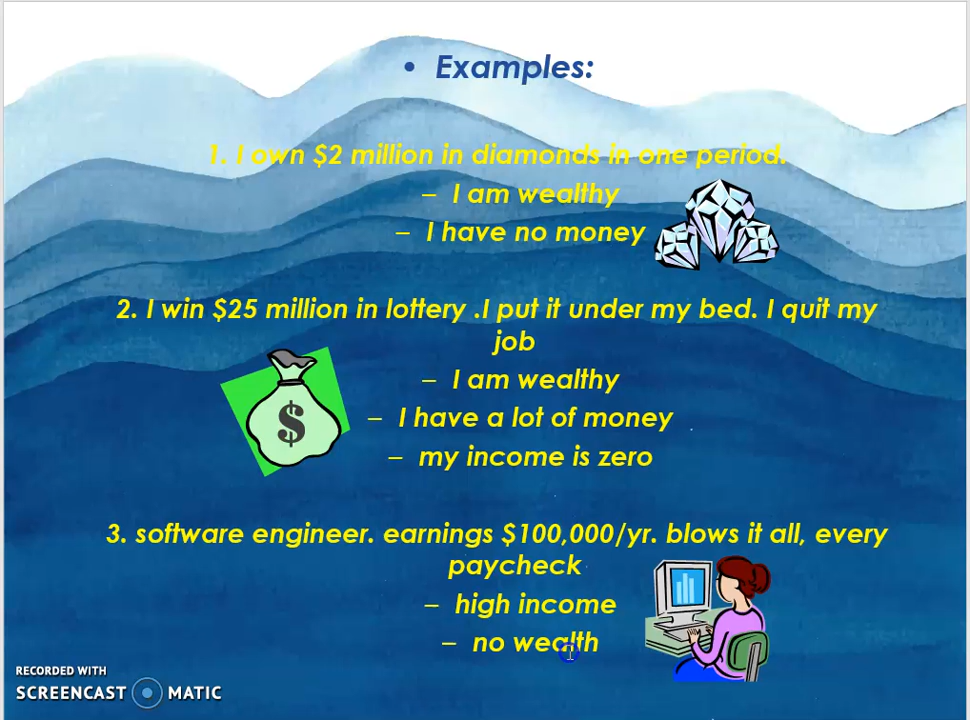 • Examples:
1. I own $2 million in diamonds in one period.
– I am wealthy
– I have no money
2. I win $25 million in lottery .I put it under my bed. I quit my
job
– I am wealthy
– I have a lot of money
– my income is zero
$
3. software engineer. earnings $100,000/yr. blows it all, every
paycheck
– high income
– no wealth
RECORDED WITH
SCREENCAST MATIC